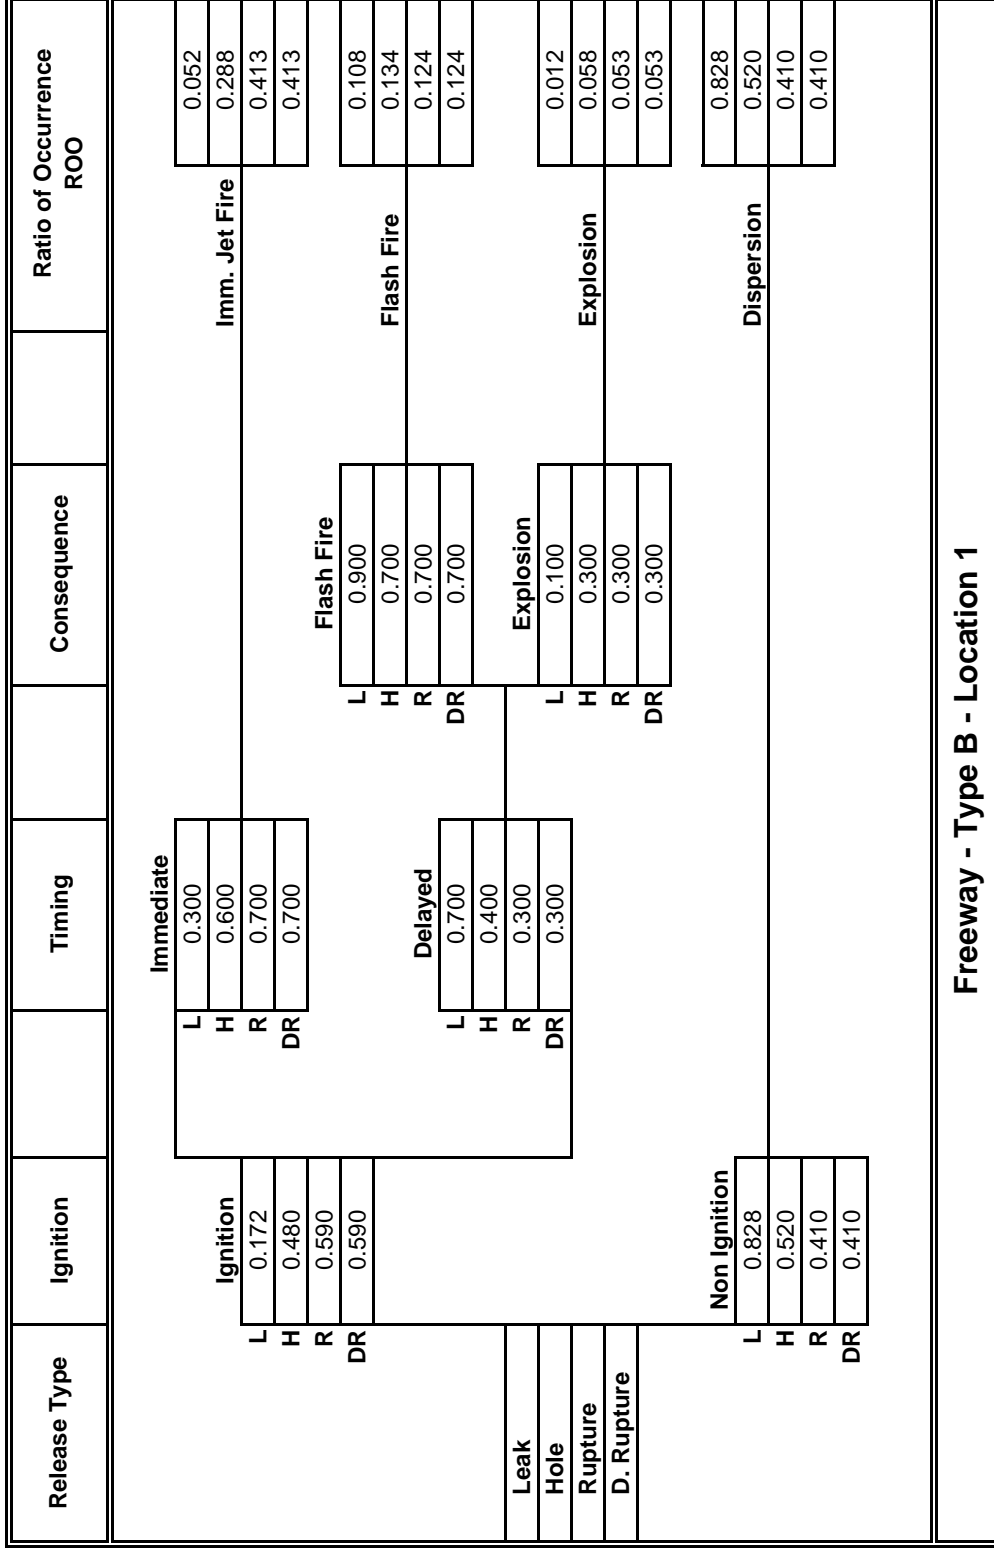 Release Type
Ignition
Timing
Consequence
Ratio of Occurrence
ROO
Immediate
L 0.300
H 0.600
R 0.700
DR 0.700
Imm. Jet Fire
0.052
0.288
0.413
0.413
Ignition
L 0.172
H 0.480
R 0.590
DR 0.590
Flash Fire
L 0.900
H 0.700
R 0.700
DR 0.700
Flash Fire
0.108
0.134
0.124
0.124
Delayed
L 0.700
H 0.400
R 0.300
DR 0.300
Leak
Hole
Rupture
D. Rupture
Explosion
L 0.100
H 0.300
R 0.300
DR 0.300
Explosion
0.012
0.058
0.053
0.053
Non Ignition
L 0.828
H 0.520
R 0.410
DR 0.410
Dispersion
0.828
0.520
0.410
0.410
Freeway - Type B - Location 1